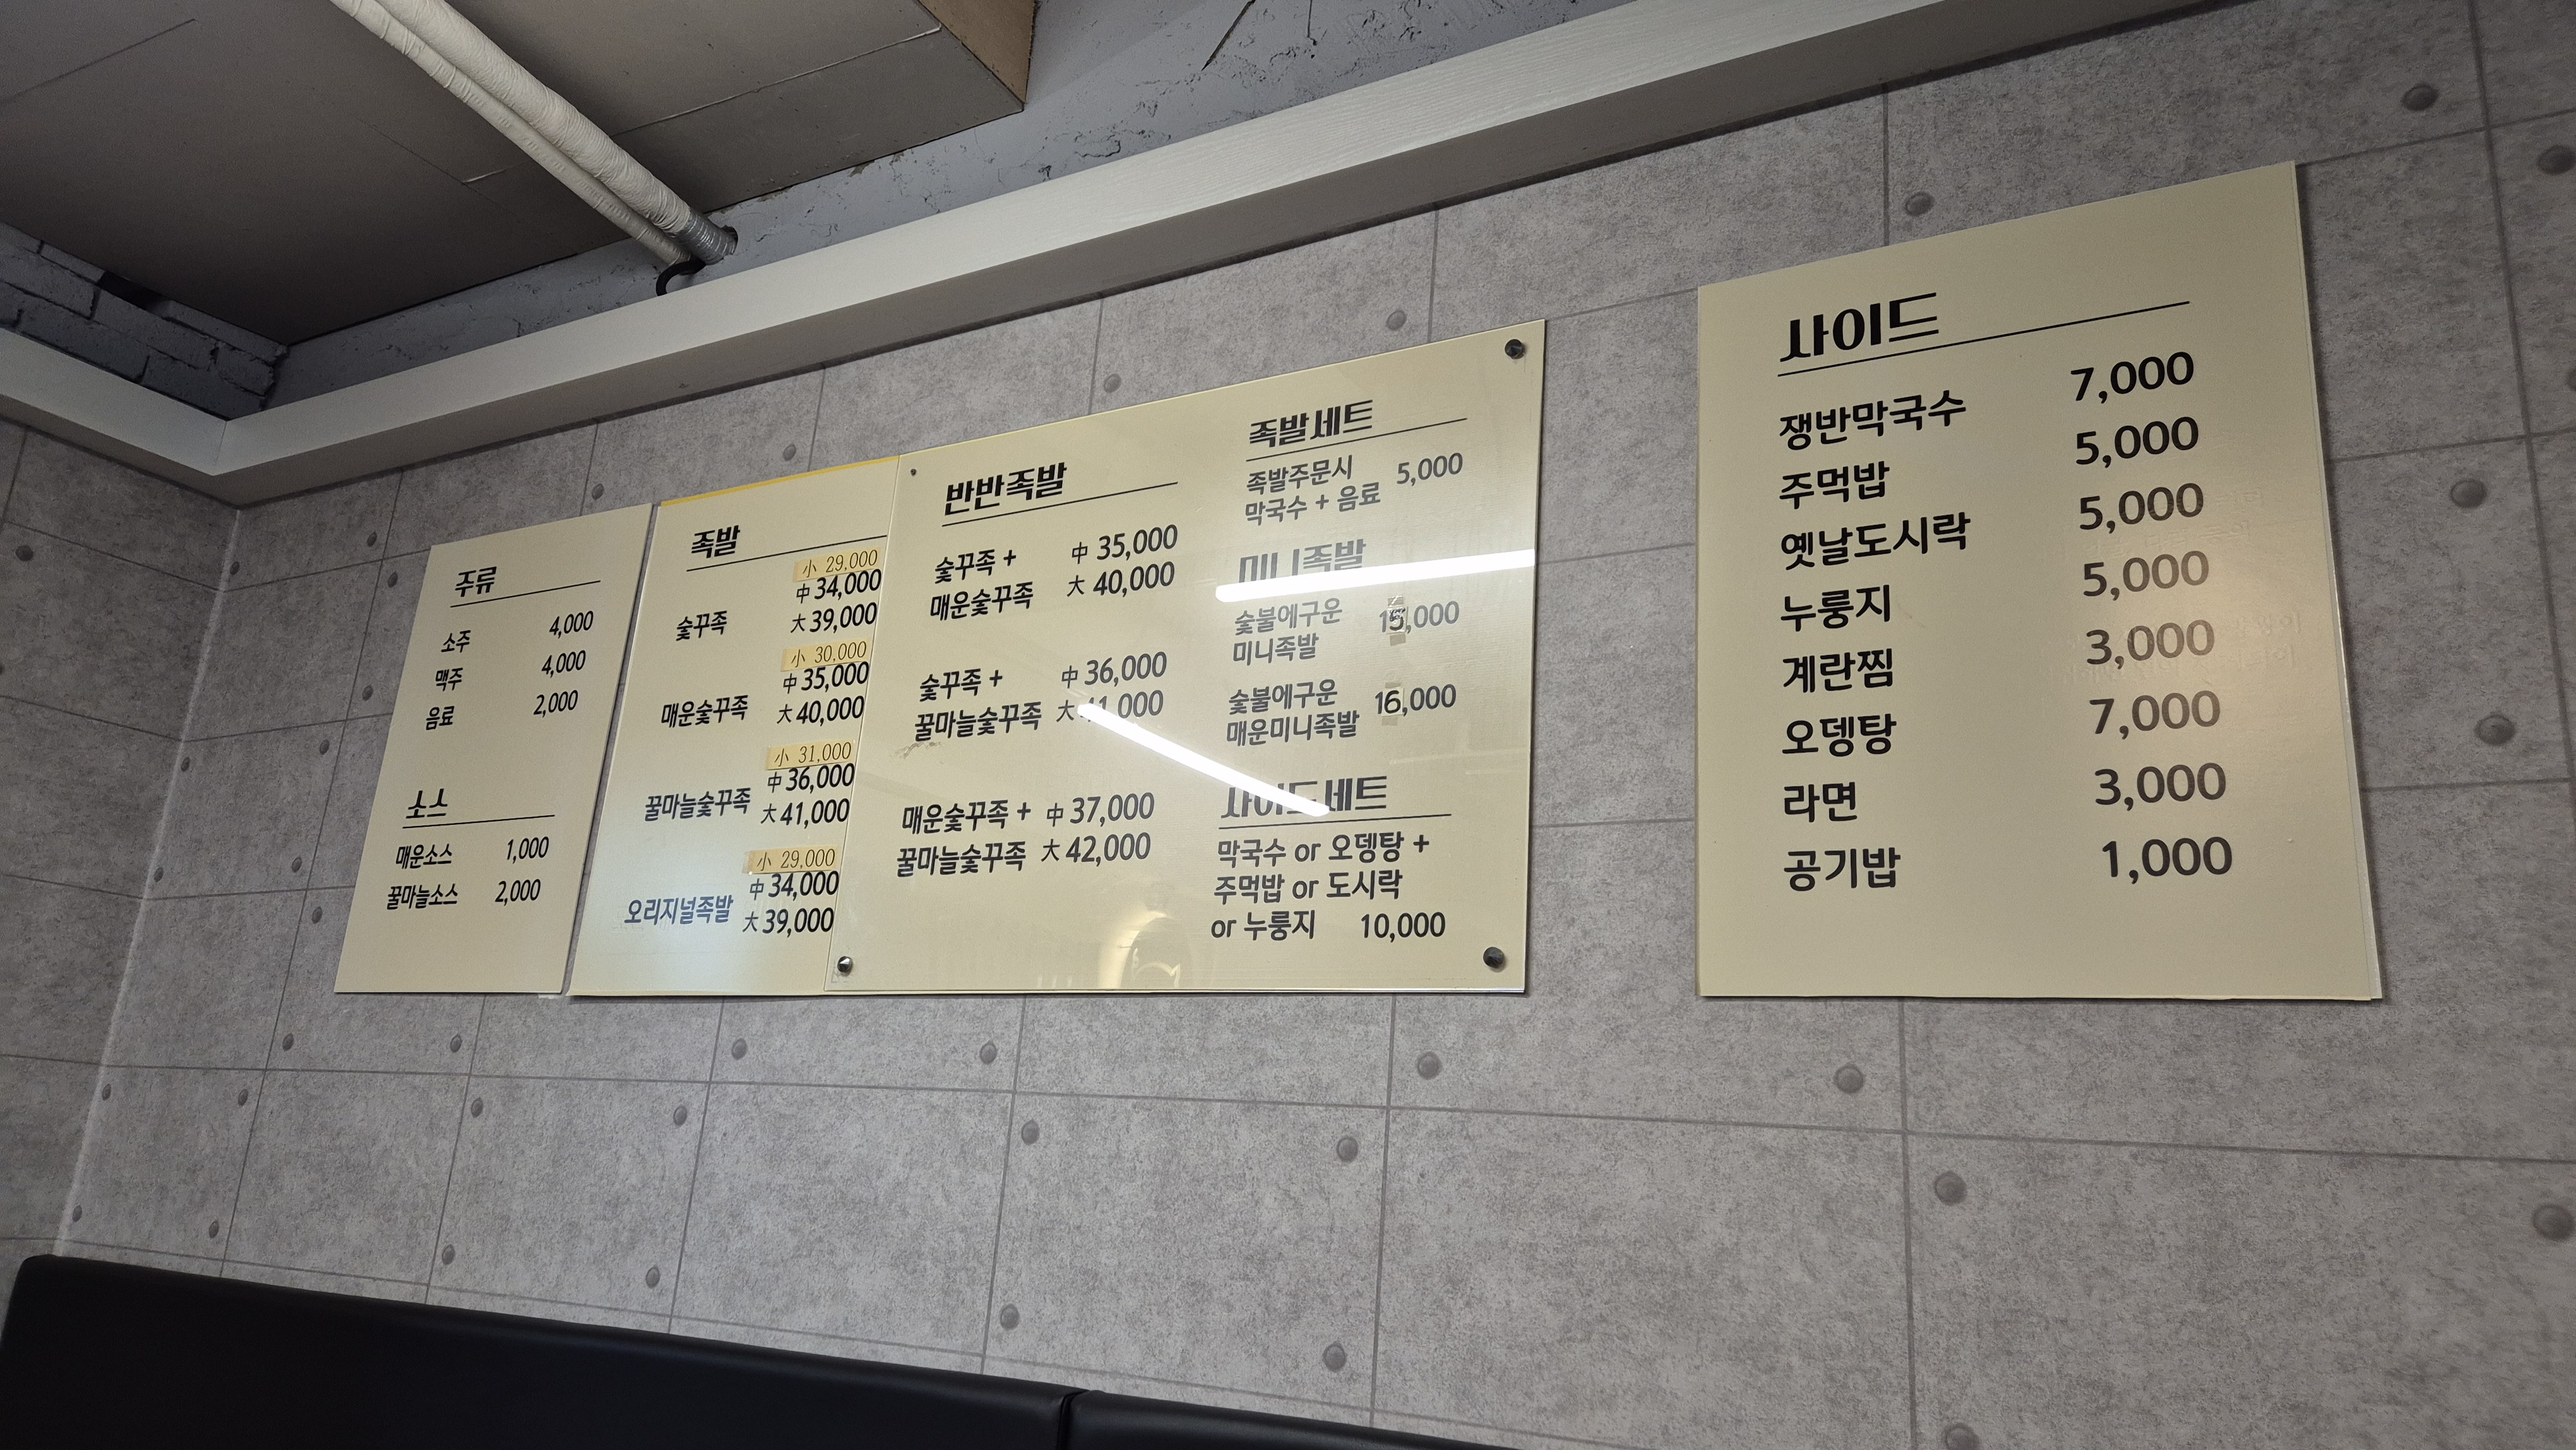 주류
소주 4,000
맥주 4,000
음료 2,000
소스
매운소스 1,000
꿀마늘소스 2,000
족발
小 29,000
中 34,000
숯꾸족 大 39,000
小 30,000
中 35,000
매운숯꾸족 大 40,000
小 31,000
中 36,000
꿀마늘숯꾸족 大 41,000
小 29,000
中 34,000
오리지널족발 大 39,000
반반족발
숯꾸족 + 中 35,000
매운숯꾸족 大 40,000
숯꾸족 + 中 36,000
꿀마늘숯꾸족 大 41,000
매운숯꾸족 + 中 37,000
꿀마늘숯꾸족 大 42,000
족발세트
족발주문시 5,000
막국수 + 음료
미니족발
숯불에구운 15,000
미니족발
숯불에구운 16,000
매운미니족발
사이드세트
막국수 or 오뎅탕 +
주먹밥 or 도시락
or 누룽지 10,000
사이드
쟁반막국수 7,000
주먹밥 5,000
옛날도시락 5,000
누룽지 5,000
계란찜 3,000
오뎅탕 7,000
라면 3,000
공기밥 1,000